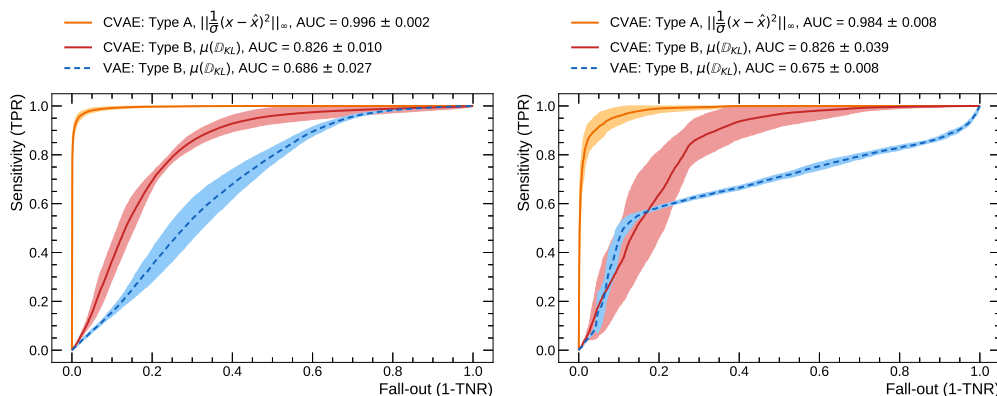 CVAE: Type A, ||1/σ(x − x̂)²||∞, AUC = 0.996 ± 0.002
CVAE: Type B, μ(𝔻KL), AUC = 0.826 ± 0.010
VAE: Type B, μ(𝔻KL), AUC = 0.686 ± 0.027
Sensitivity (TPR)
1.0
0.8
0.6
0.4
0.2
0.0
0.0 0.2 0.4 0.6 0.8 1.0
Fall-out (1-TNR)
CVAE: Type A, ||1/σ(x − x̂)²||∞, AUC = 0.984 ± 0.008
CVAE: Type B, μ(𝔻KL), AUC = 0.826 ± 0.039
VAE: Type B, μ(𝔻KL), AUC = 0.675 ± 0.008
Sensitivity (TPR)
1.0
0.8
0.6
0.4
0.2
0.0
0.0 0.2 0.4 0.6 0.8 1.0
Fall-out (1-TNR)